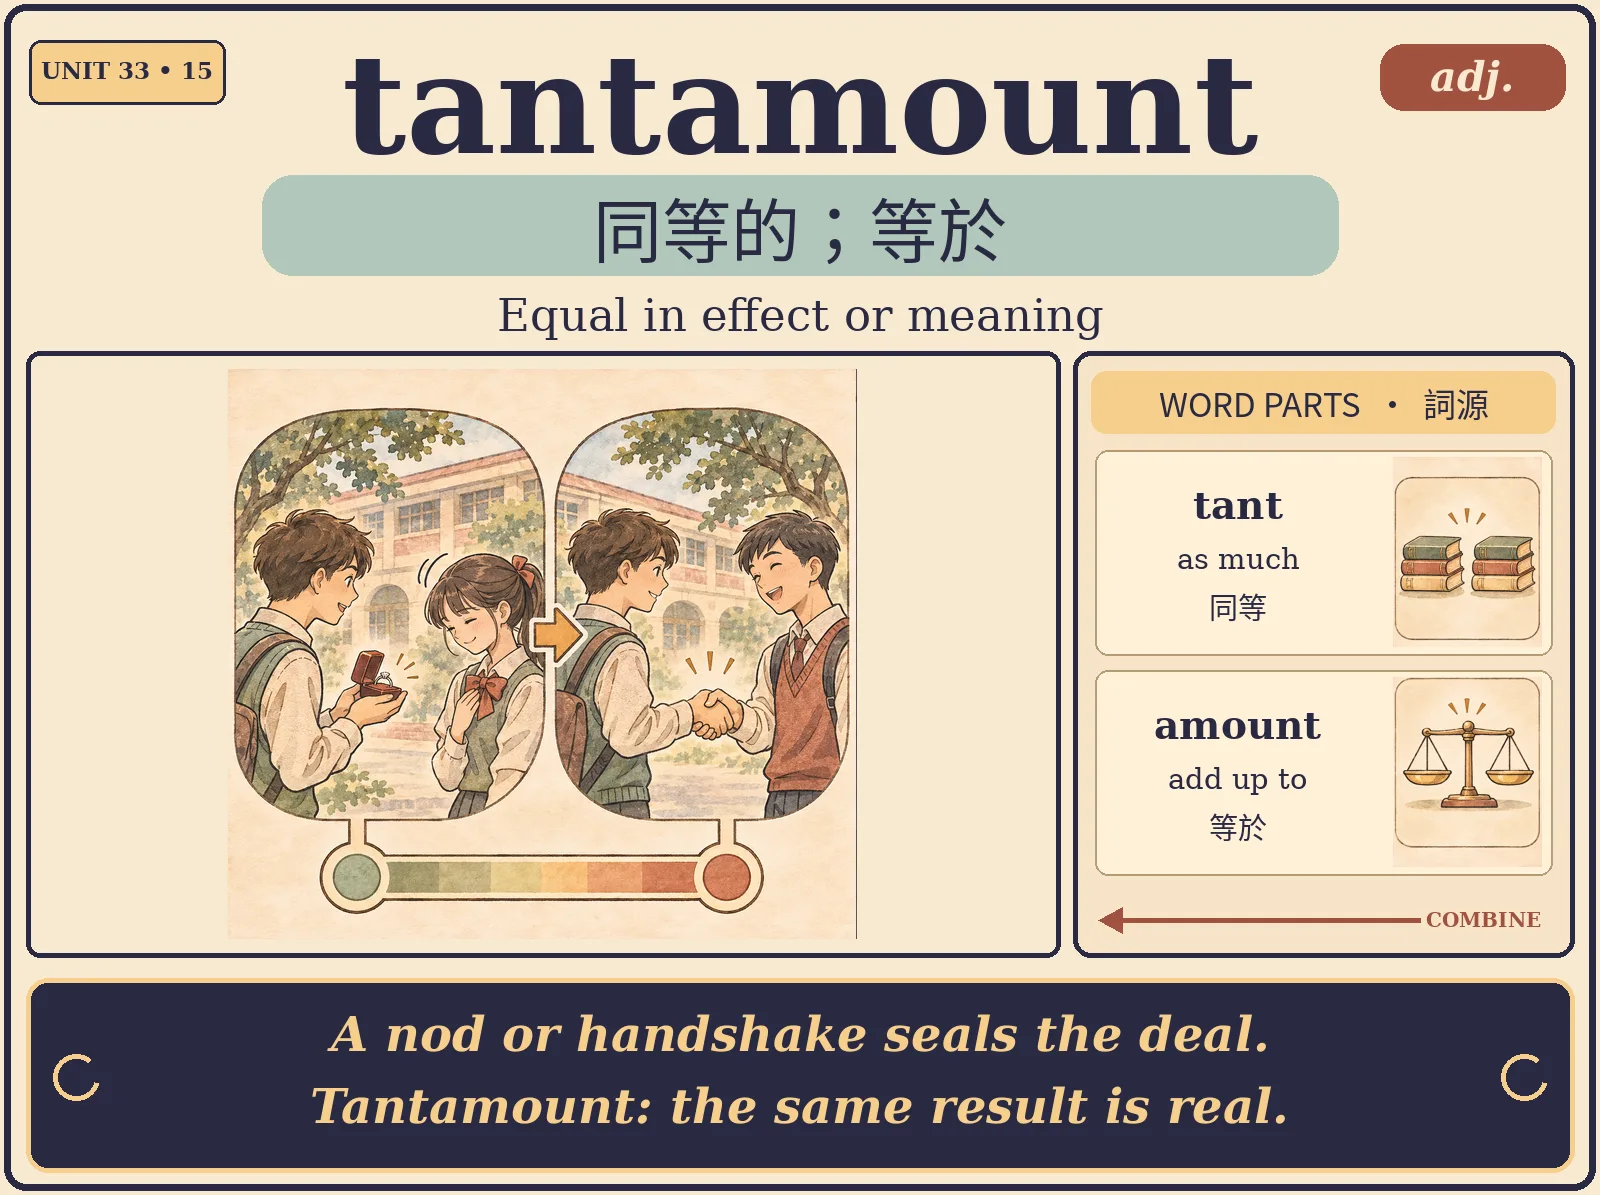 UNIT 33 • 15
tantamount
adj.
同等的；等於
Equal in effect or meaning
WORD PARTS ・ 詞源
tant
as much
同等
amount
add up to
等於
COMBINE
A nod or handshake seals the deal.
Tantamount: the same result is real.